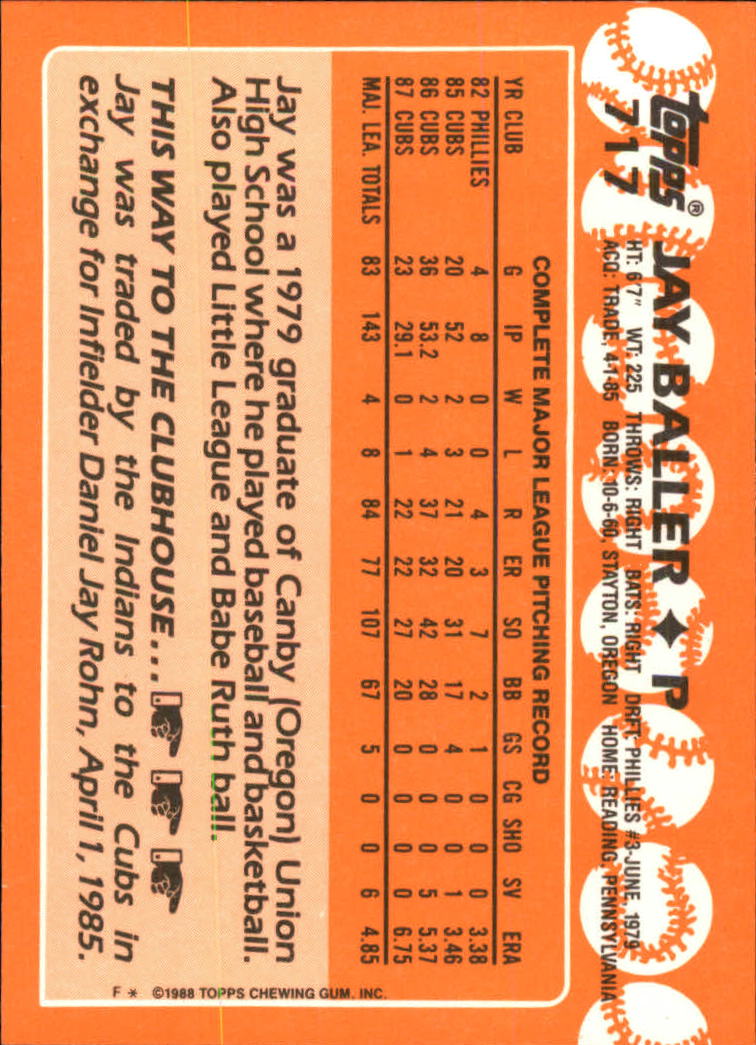 topps®
717
JAY BALLER ✦ P
HT: 6'7" WT: 225 THROWS: RIGHT BATS: RIGHT DRFT: PHILLIES #3-JUNE, 1979
ACQ: TRADE, 4-1-85 BORN: 10-6-60, STAYTON, OREGON HOME: READING, PENNSYLVANIA
COMPLETE MAJOR LEAGUE PITCHING RECORD
YR CLUB G IP W L R ER SO BB GS CG SHO SV ERA
82 PHILLIES 4 8 0 0 4 3 7 2 1 0 0 0 3.38
85 CUBS 20 52 2 3 21 20 31 17 4 0 0 1 3.46
86 CUBS 36 53.2 2 4 37 32 42 28 0 0 0 5 5.37
87 CUBS 23 29.1 0 1 22 22 27 20 0 0 0 0 6.75
MAJ. LEA. TOTALS 83 143 4 8 84 77 107 67 5 0 0 6 4.85
Jay was a 1979 graduate of Canby (Oregon) Union
High School where he played baseball and basketball.
Also played Little League and Babe Ruth ball.
THIS WAY TO THE CLUBHOUSE...
Jay was traded by the Indians to the Cubs in
exchange for Infielder Daniel Jay Rohn, April 1, 1985.
F * ©1988 TOPPS CHEWING GUM, INC.